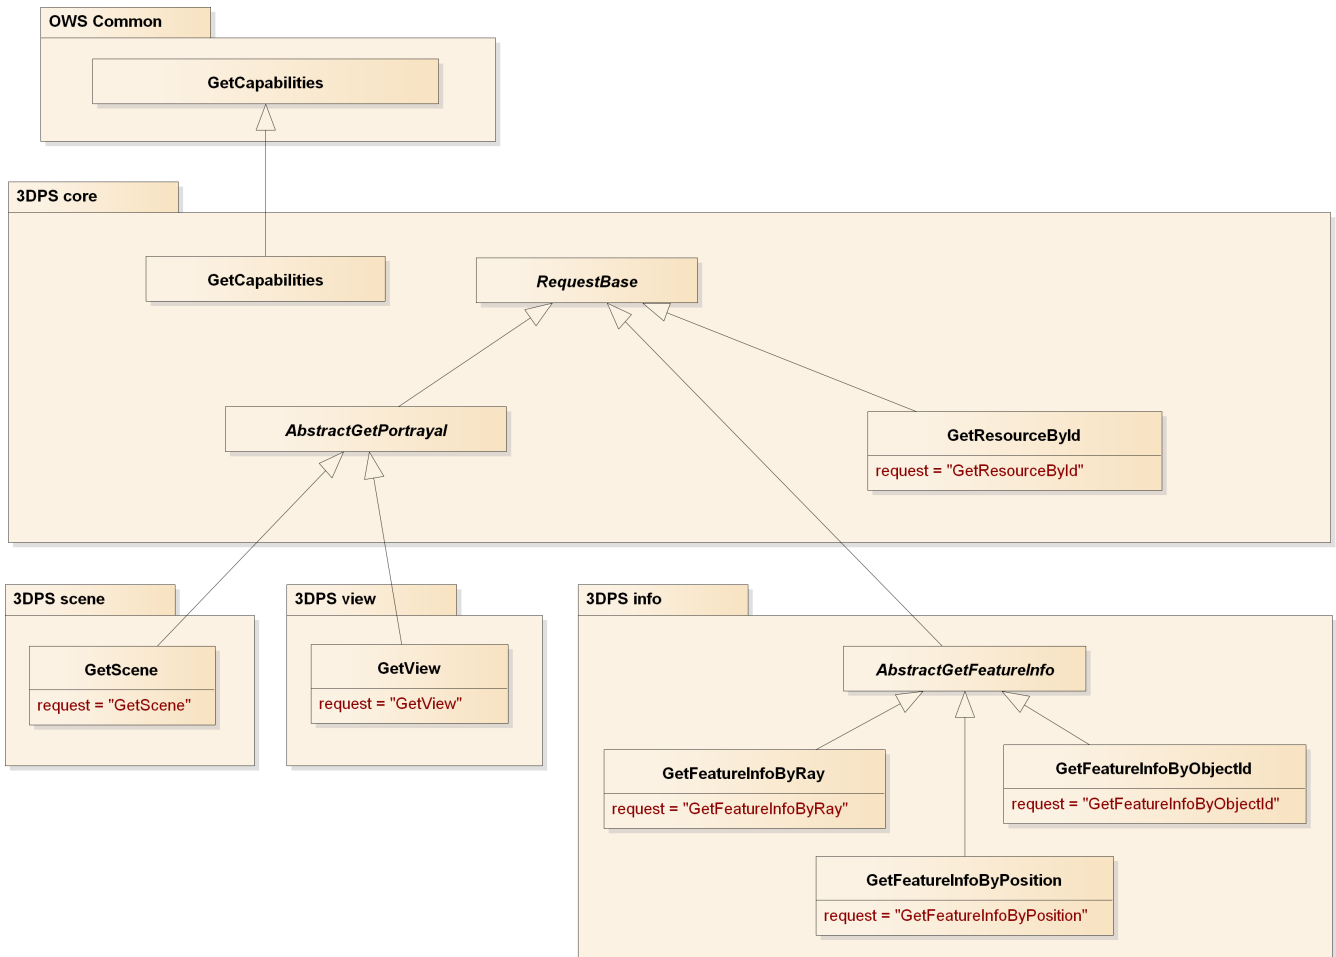 OWS Common
GetCapabilities
3DPS core
GetCapabilities
RequestBase
AbstractGetPortrayal
GetResourceById
request = "GetResourceById"
3DPS scene
GetScene
request = "GetScene"
3DPS view
GetView
request = "GetView"
3DPS info
AbstractGetFeatureInfo
GetFeatureInfoByRay
request = "GetFeatureInfoByRay"
GetFeatureInfoByObjectId
request = "GetFeatureInfoByObjectId"
GetFeatureInfoByPosition
request = "GetFeatureInfoByPosition"